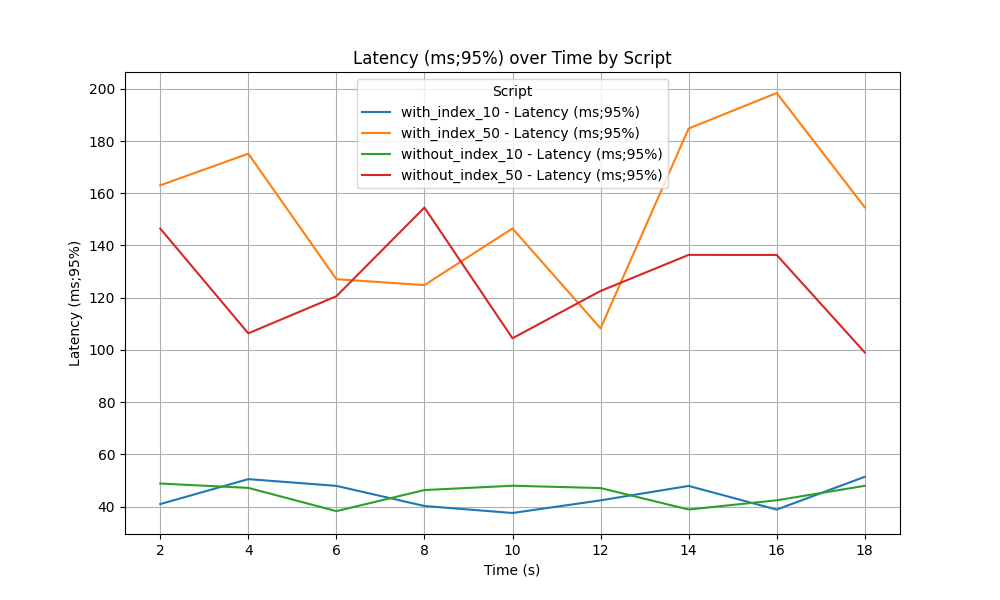 Latency (ms;95%) over Time by Script
Script
with_index_10 - Latency (ms;95%)
with_index_50 - Latency (ms;95%)
without_index_10 - Latency (ms;95%)
without_index_50 - Latency (ms;95%)
Latency (ms;95%)
200
180
160
140
120
100
80
60
40
2 4 6 8 10 12 14 16 18
Time (s)